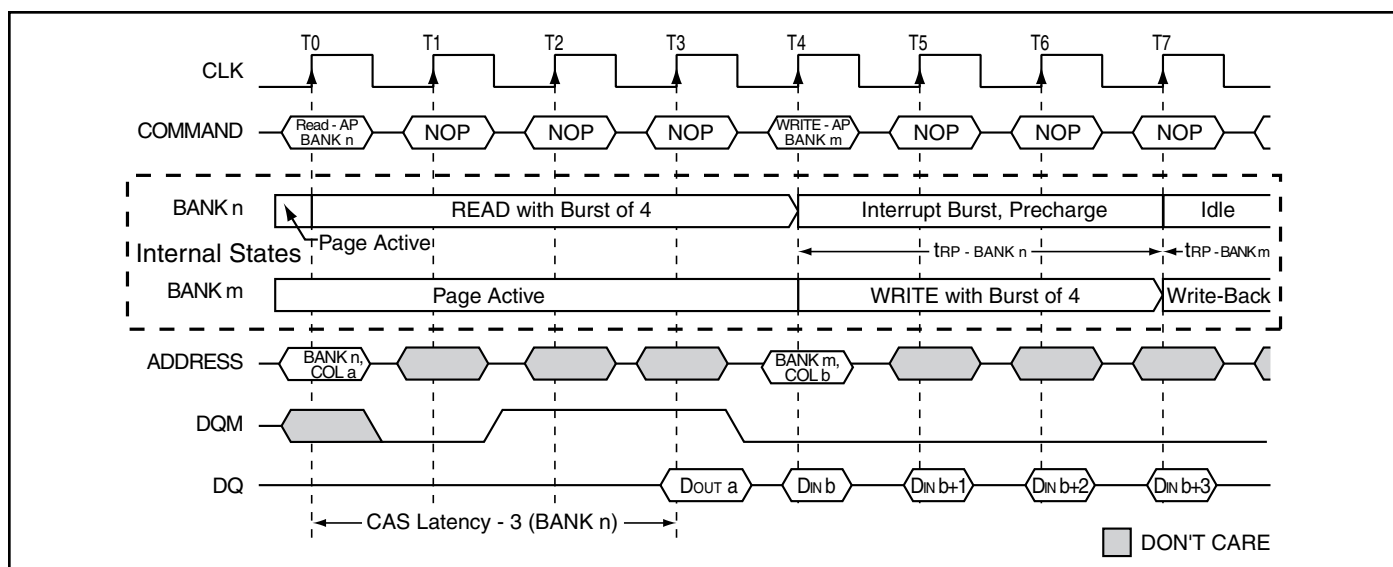 T0 T1 T2 T3 T4 T5 T6 T7
CLK
COMMAND Read - AP NOP NOP NOP WRITE - AP NOP NOP NOP
BANK n BANK m
BANK n READ with Burst of 4 Interrupt Burst, Precharge Idle
Page Active tRP - BANK n tRP - BANK m
Internal States
BANK m Page Active WRITE with Burst of 4 Write-Back
ADDRESS BANK n, BANK m,
COL a COL b
DQM
DQ DOUT a DIN b DIN b+1 DIN b+2 DIN b+3
CAS Latency - 3 (BANK n)
DON'T CARE